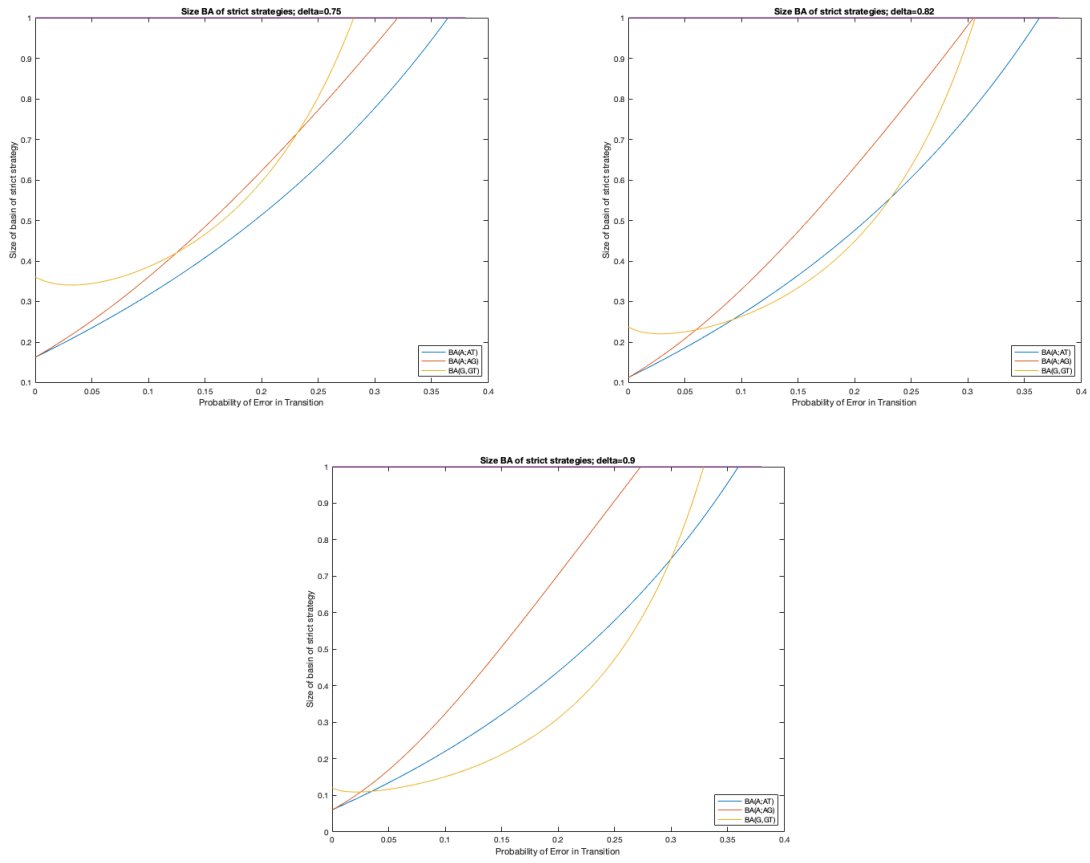 Size BA of strict strategies; delta=0.75
1
0.9
0.8
0.7
0.6
0.5
0.4
0.3
0.2
0.1
Size of basin of strict strategy
0 0.05 0.1 0.15 0.2 0.25 0.3 0.35 0.4
Probability of Error in Transition
BA(A;AT)
BA(A;AG)
BA(G,GT)
Size BA of strict strategies; delta=0.82
1
0.9
0.8
0.7
0.6
0.5
0.4
0.3
0.2
0.1
Size of basin of strict strategy
0 0.05 0.1 0.15 0.2 0.25 0.3 0.35 0.4
Probability of Error in Transition
BA(A;AT)
BA(A;AG)
BA(G,GT)
Size BA of strict strategies; delta=0.9
1
0.9
0.8
0.7
0.6
0.5
0.4
0.3
0.2
0.1
0
Size of basin of strict strategy
0 0.05 0.1 0.15 0.2 0.25 0.3 0.35 0.4
Probability of Error in Transition
BA(A;AT)
BA(A;AG)
BA(G,GT)